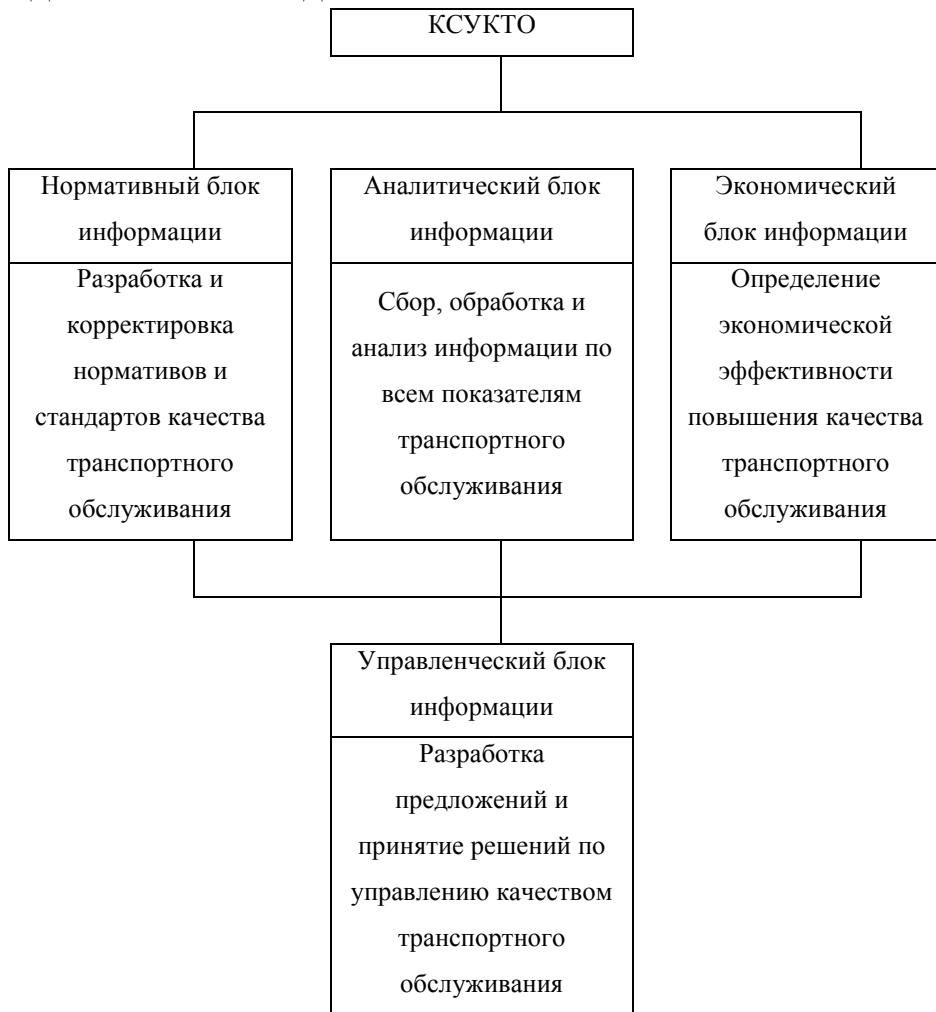 КСУКТО
Нормативный блок
информации
Разработка и
корректировка
нормативов и
стандартов качества
транспортного
обслуживания
Аналитический блок
информации
Сбор, обработка и
анализ информации по
всем показателям
транспортного
обслуживания
Экономический
блок информации
Определение
экономической
эффективности
повышения качества
транспортного
обслуживания
Управленческий блок
информации
Разработка
предложений и
принятие решений по
управлению качеством
транспортного
обслуживания